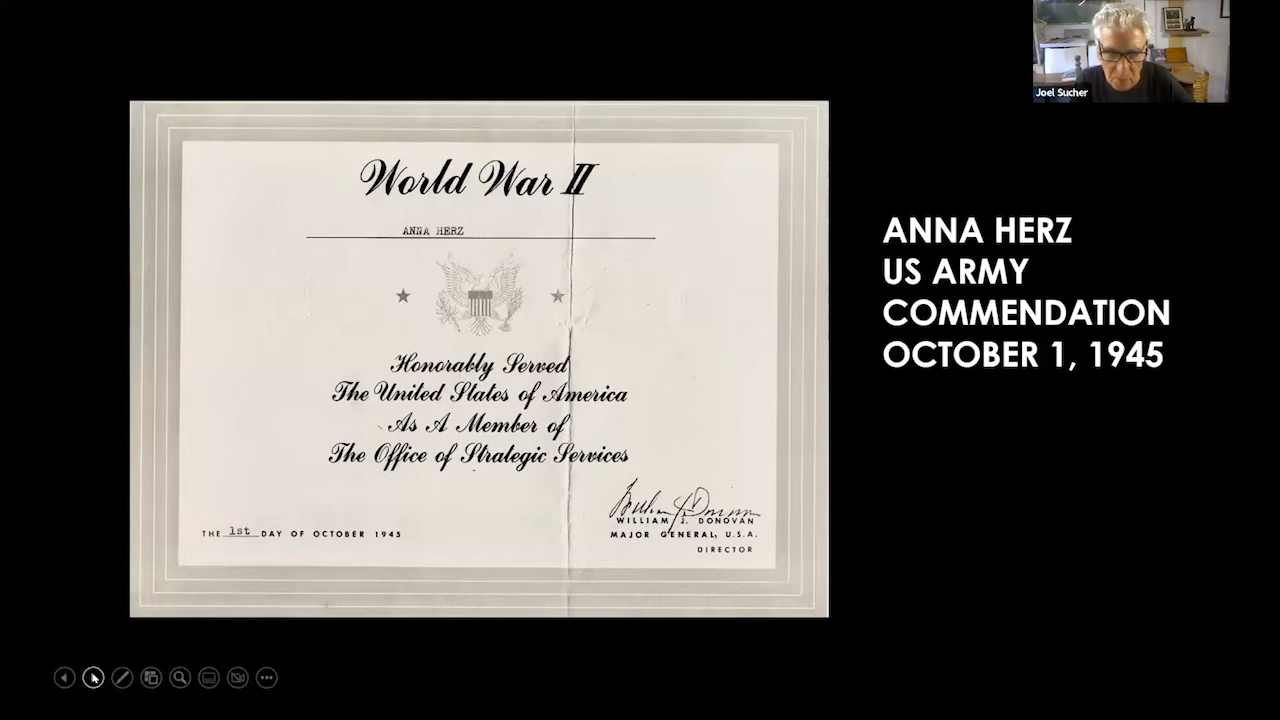 Joel Sucher
World War II
ANNA HERZ
Honorably Served
The United States of America
As A Member of
The Office of Strategic Services
THE 1st DAY OF OCTOBER 1945
William J. Donovan
WILLIAM J. DONOVAN
MAJOR GENERAL, U.S.A.
DIRECTOR
ANNA HERZ
US ARMY
COMMENDATION
OCTOBER 1, 1945